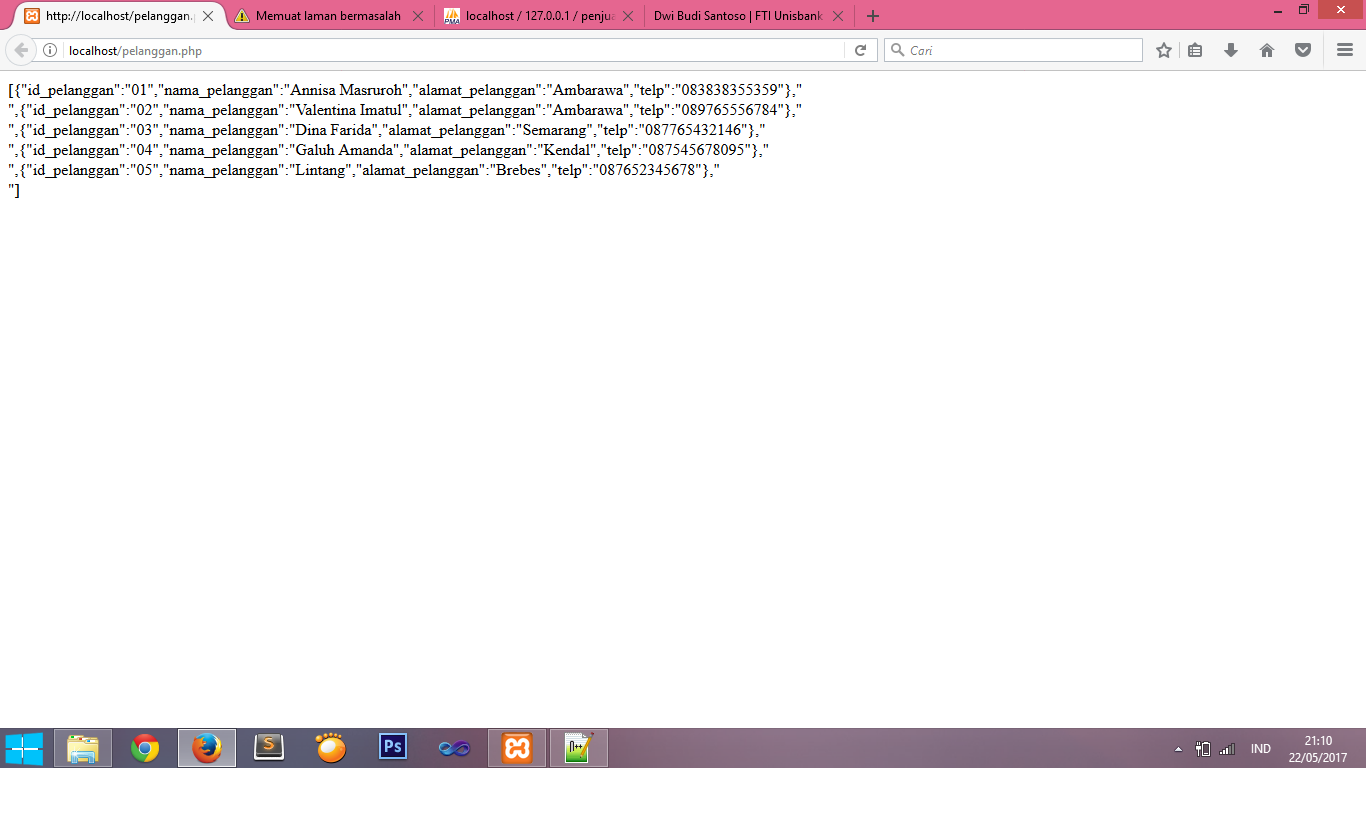 http://localhost/pelanggan.p
Memuat laman bermasalah
localhost / 127.0.0.1 / penjua
Dwi Budi Santoso | FTI Unisbank
localhost/pelanggan.php
Cari
[{"id_pelanggan":"01","nama_pelanggan":"Annisa Masruroh","alamat_pelanggan":"Ambarawa","telp":"083838355359"},"
",{"id_pelanggan":"02","nama_pelanggan":"Valentina Imatul","alamat_pelanggan":"Ambarawa","telp":"089765556784"},"
",{"id_pelanggan":"03","nama_pelanggan":"Dina Farida","alamat_pelanggan":"Semarang","telp":"087765432146"},"
",{"id_pelanggan":"04","nama_pelanggan":"Galuh Amanda","alamat_pelanggan":"Kendal","telp":"087545678095"},"
",{"id_pelanggan":"05","nama_pelanggan":"Lintang","alamat_pelanggan":"Brebes","telp":"087652345678"},"
"]
Ps
IND
21:10
22/05/2017